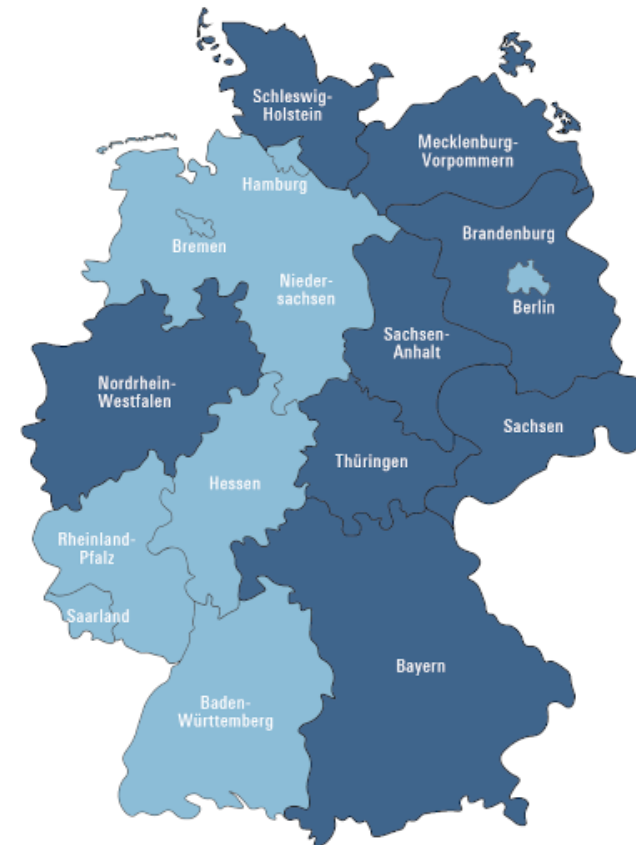 Schleswig-
Holstein
Mecklenburg-
Vorpommern
Hamburg
Bremen
Brandenburg
Berlin
Nieder-
sachsen
Sachsen-
Anhalt
Nordrhein-
Westfalen
Sachsen
Thüringen
Hessen
Rheinland-
Pfalz
Saarland
Bayern
Baden-
Württemberg